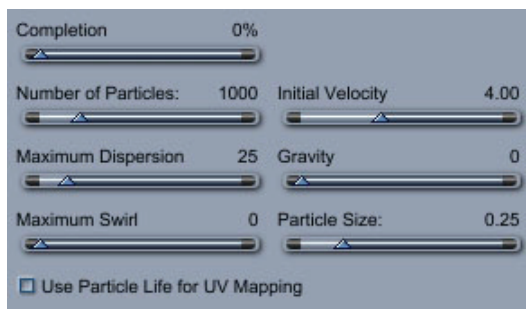 Completion 0%
Number of Particles: 1000 Initial Velocity 4.00
Maximum Dispersion 25 Gravity 0
Maximum Swirl 0 Particle Size: 0.25
Use Particle Life for UV Mapping